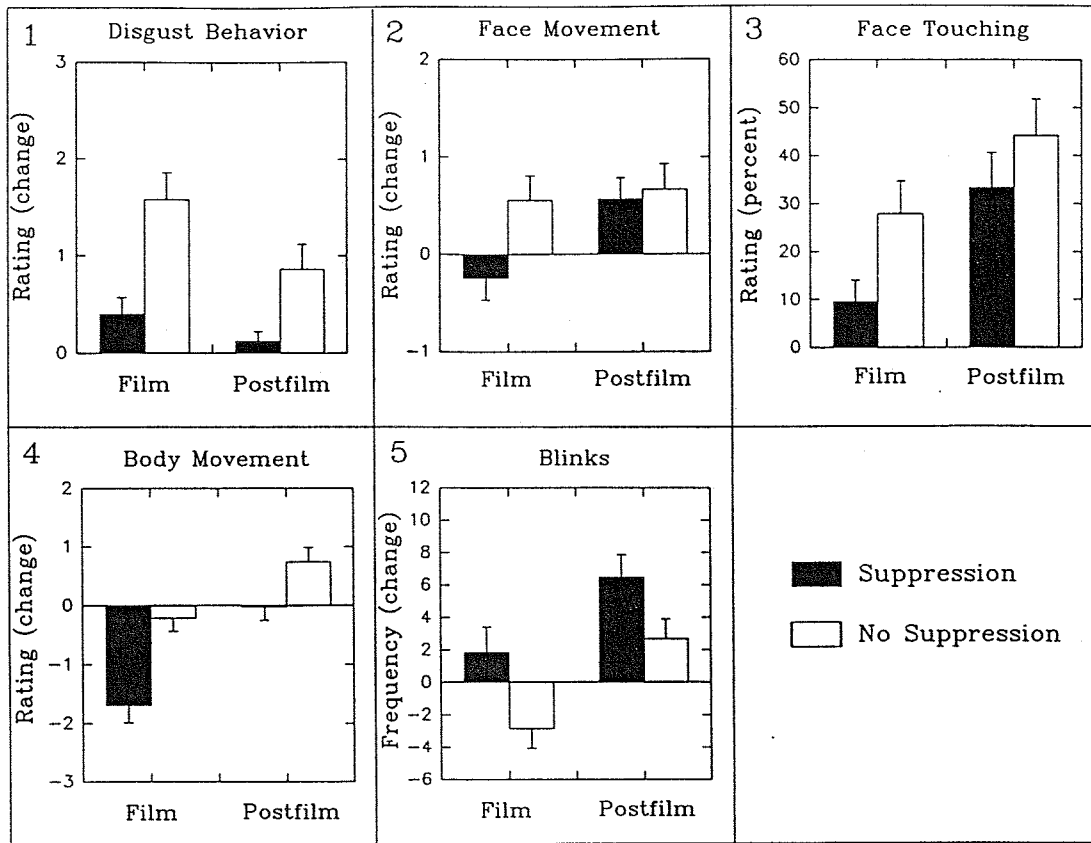 1
Disgust Behavior
Rating (change)
3
2
1
0
Film
Postfilm
2
Face Movement
Rating (change)
2
1
0
-1
Film
Postfilm
3
Face Touching
Rating (percent)
60
50
40
30
20
10
0
Film
Postfilm
4
Body Movement
Rating (change)
2
1
0
-1
-2
-3
Film
Postfilm
5
Blinks
Frequency (change)
12
10
8
6
4
2
0
-2
-4
-6
Film
Postfilm
Suppression
No Suppression